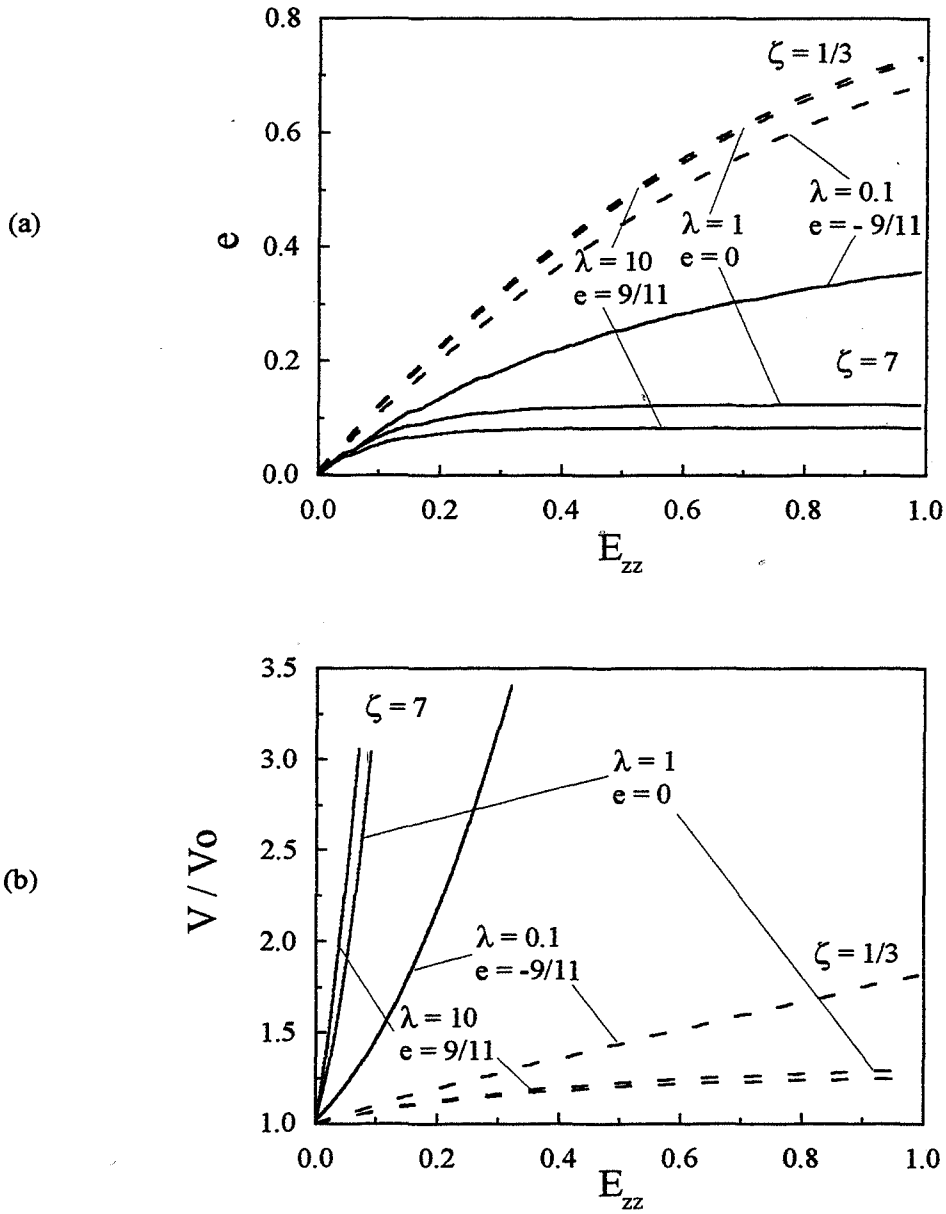 (a)
0.8
0.6
0.4
0.2
0.0
e
ζ = 1/3
λ = 0.1
e = - 9/11
λ = 1
e = 0
λ = 10
e = 9/11
ζ = 7
0.0 0.2 0.4 0.6 0.8 1.0
E_zz
(b)
3.5
3.0
2.5
2.0
1.5
1.0
V / Vo
ζ = 7
λ = 1
e = 0
λ = 0.1
e = -9/11
ζ = 1/3
λ = 10
e = 9/11
0.0 0.2 0.4 0.6 0.8 1.0
E_zz